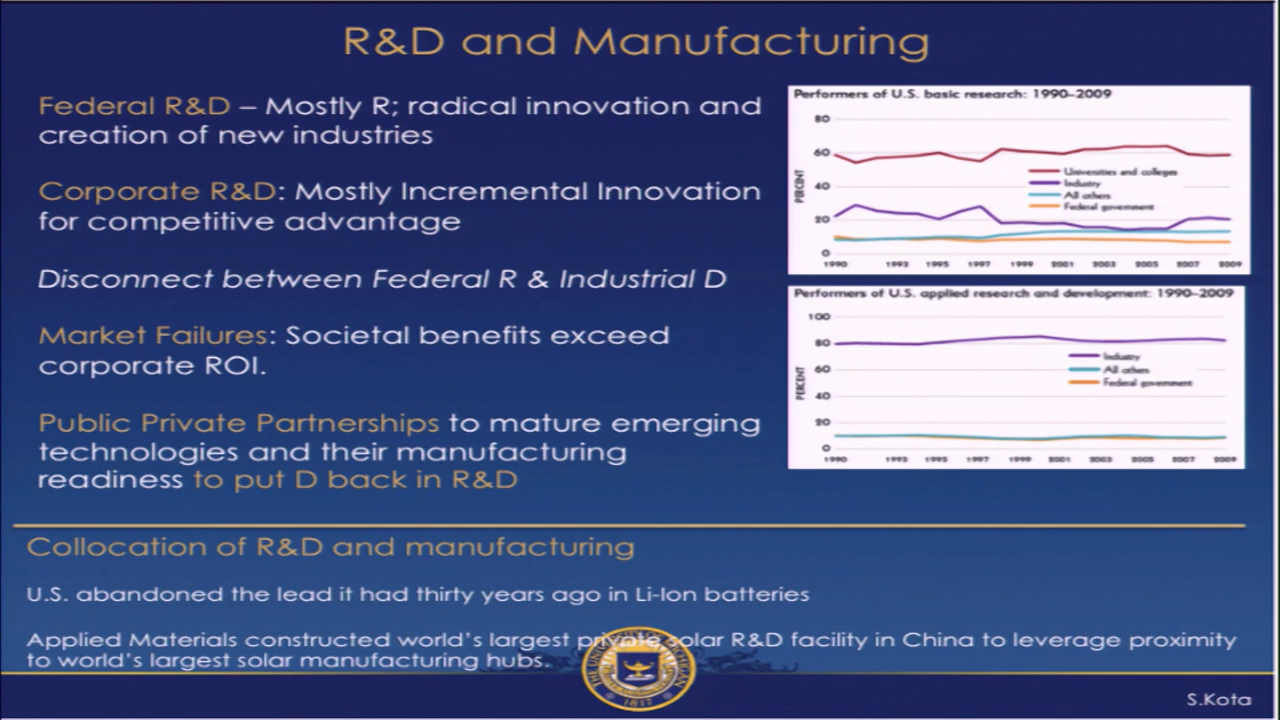 R&D and Manufacturing
Federal R&D – Mostly R; radical innovation and
creation of new industries
Corporate R&D: Mostly Incremental Innovation
for competitive advantage
Disconnect between Federal R & Industrial D
Market Failures: Societal benefits exceed
corporate ROI.
Public Private Partnerships to mature emerging
technologies and their manufacturing
readiness to put D back in R&D
Performers of U.S. basic research: 1990–2009
PERCENT
80
60
40
20
0
Universities and colleges
Industry
All others
Federal government
1990 1993 1995 1997 1999 2001 2003 2005 2007 2009
Performers of U.S. applied research and development: 1990–2009
PERCENT
100
80
60
40
20
0
Industry
All others
Federal government
1990 1993 1995 1997 1999 2001 2003 2005 2007 2009
Collocation of R&D and manufacturing
U.S. abandoned the lead it had thirty years ago in Li-Ion batteries
Applied Materials constructed world's largest private solar R&D facility in China to leverage proximity
to world's largest solar manufacturing hubs.
1817
S.Kota